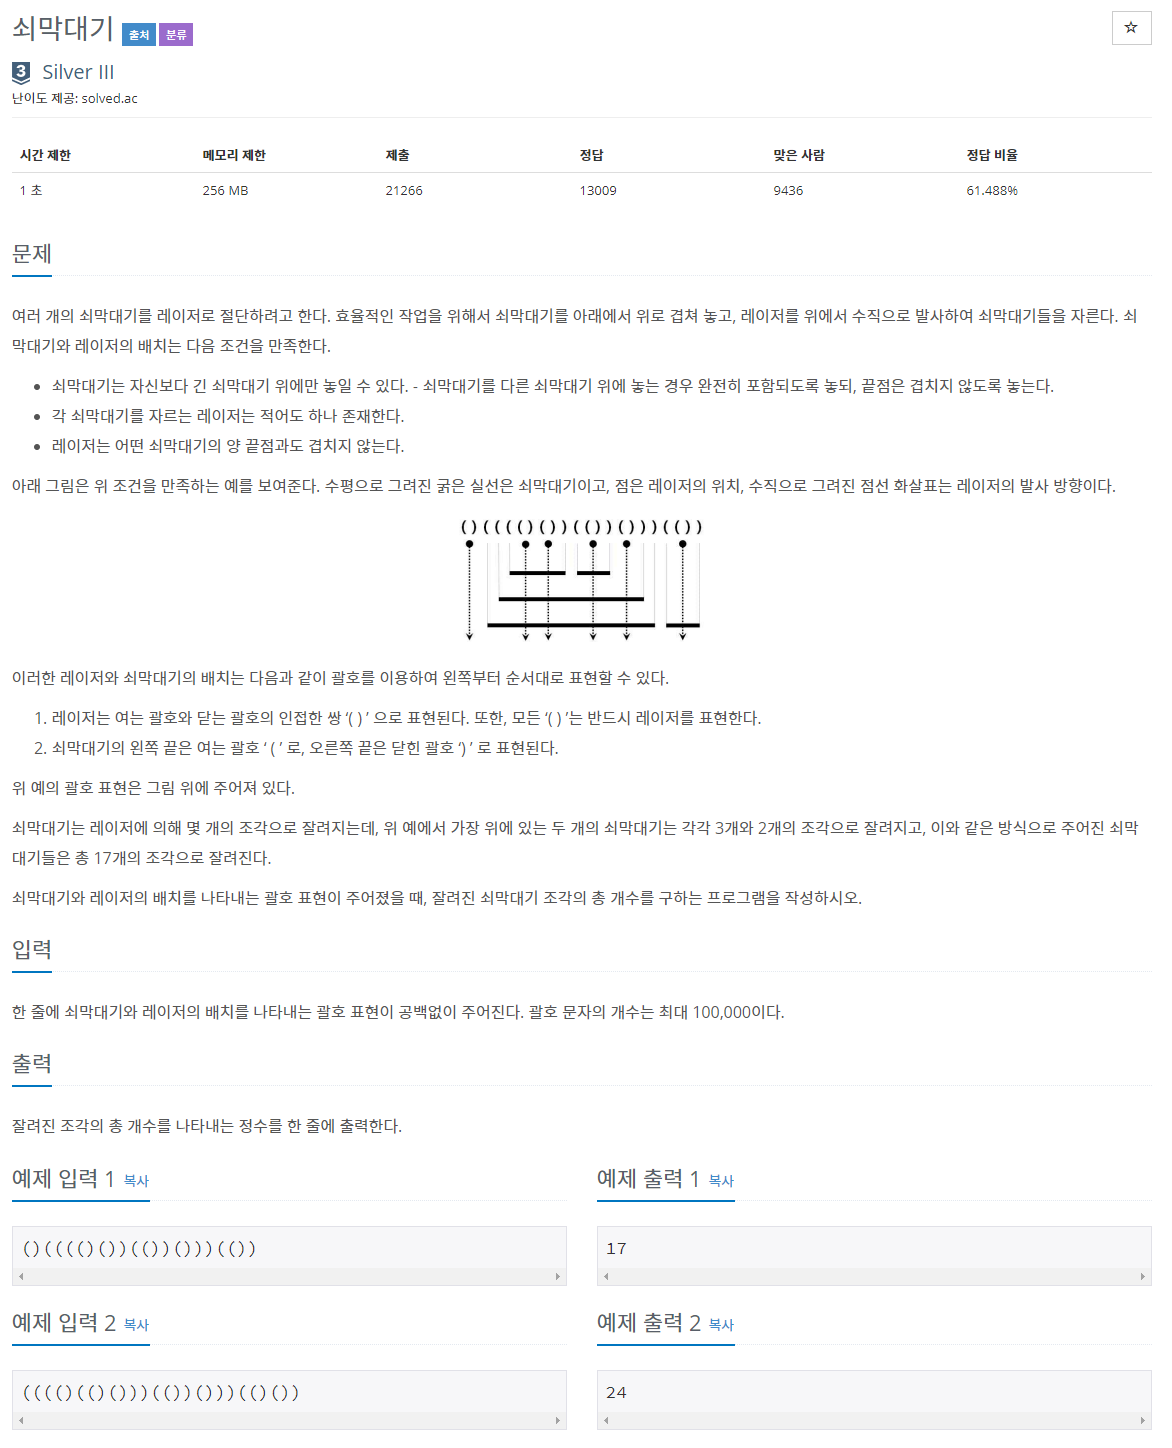 쇠막대기 출처 분류
☆
3 Silver III
난이도 제공: solved.ac
시간 제한 메모리 제한 제출 정답 맞은 사람 정답 비율
1 초 256 MB 21266 13009 9436 61.488%
문제
여러 개의 쇠막대기를 레이저로 절단하려고 한다. 효율적인 작업을 위해서 쇠막대기를 아래에서 위로 겹쳐 놓고, 레이저를 위에서 수직으로 발사하여 쇠막대기들을 자른다. 쇠
막대기와 레이저의 배치는 다음 조건을 만족한다.
• 쇠막대기는 자신보다 긴 쇠막대기 위에만 놓일 수 있다. - 쇠막대기를 다른 쇠막대기 위에 놓는 경우 완전히 포함되도록 놓되, 끝점은 겹치지 않도록 놓는다.
• 각 쇠막대기를 자르는 레이저는 적어도 하나 존재한다.
• 레이저는 어떤 쇠막대기의 양 끝점과도 겹치지 않는다.
아래 그림은 위 조건을 만족하는 예를 보여준다. 수평으로 그려진 굵은 실선은 쇠막대기이고, 점은 레이저의 위치, 수직으로 그려진 점선 화살표는 레이저의 발사 방향이다.
()(((()())(())()))(())
이러한 레이저와 쇠막대기의 배치는 다음과 같이 괄호를 이용하여 왼쪽부터 순서대로 표현할 수 있다.
1. 레이저는 여는 괄호와 닫는 괄호의 인접한 쌍 ‘( ) ’ 으로 표현된다. 또한, 모든 ‘( ) ’는 반드시 레이저를 표현한다.
2. 쇠막대기의 왼쪽 끝은 여는 괄호 ‘ ( ’ 로, 오른쪽 끝은 닫힌 괄호 ‘) ’ 로 표현된다.
위 예의 괄호 표현은 그림 위에 주어져 있다.
쇠막대기는 레이저에 의해 몇 개의 조각으로 잘려지는데, 위 예에서 가장 위에 있는 두 개의 쇠막대기는 각각 3개와 2개의 조각으로 잘려지고, 이와 같은 방식으로 주어진 쇠막
대기들은 총 17개의 조각으로 잘려진다.
쇠막대기와 레이저의 배치를 나타내는 괄호 표현이 주어졌을 때, 잘려진 쇠막대기 조각의 총 개수를 구하는 프로그램을 작성하시오.
입력
한 줄에 쇠막대기와 레이저의 배치를 나타내는 괄호 표현이 공백없이 주어진다. 괄호 문자의 개수는 최대 100,000이다.
출력
잘려진 조각의 총 개수를 나타내는 정수를 한 줄에 출력한다.
예제 입력 1 복사
()(((()())(())()))(())
예제 출력 1 복사
17
예제 입력 2 복사
(((()(()()))(())()))(()())
예제 출력 2 복사
24